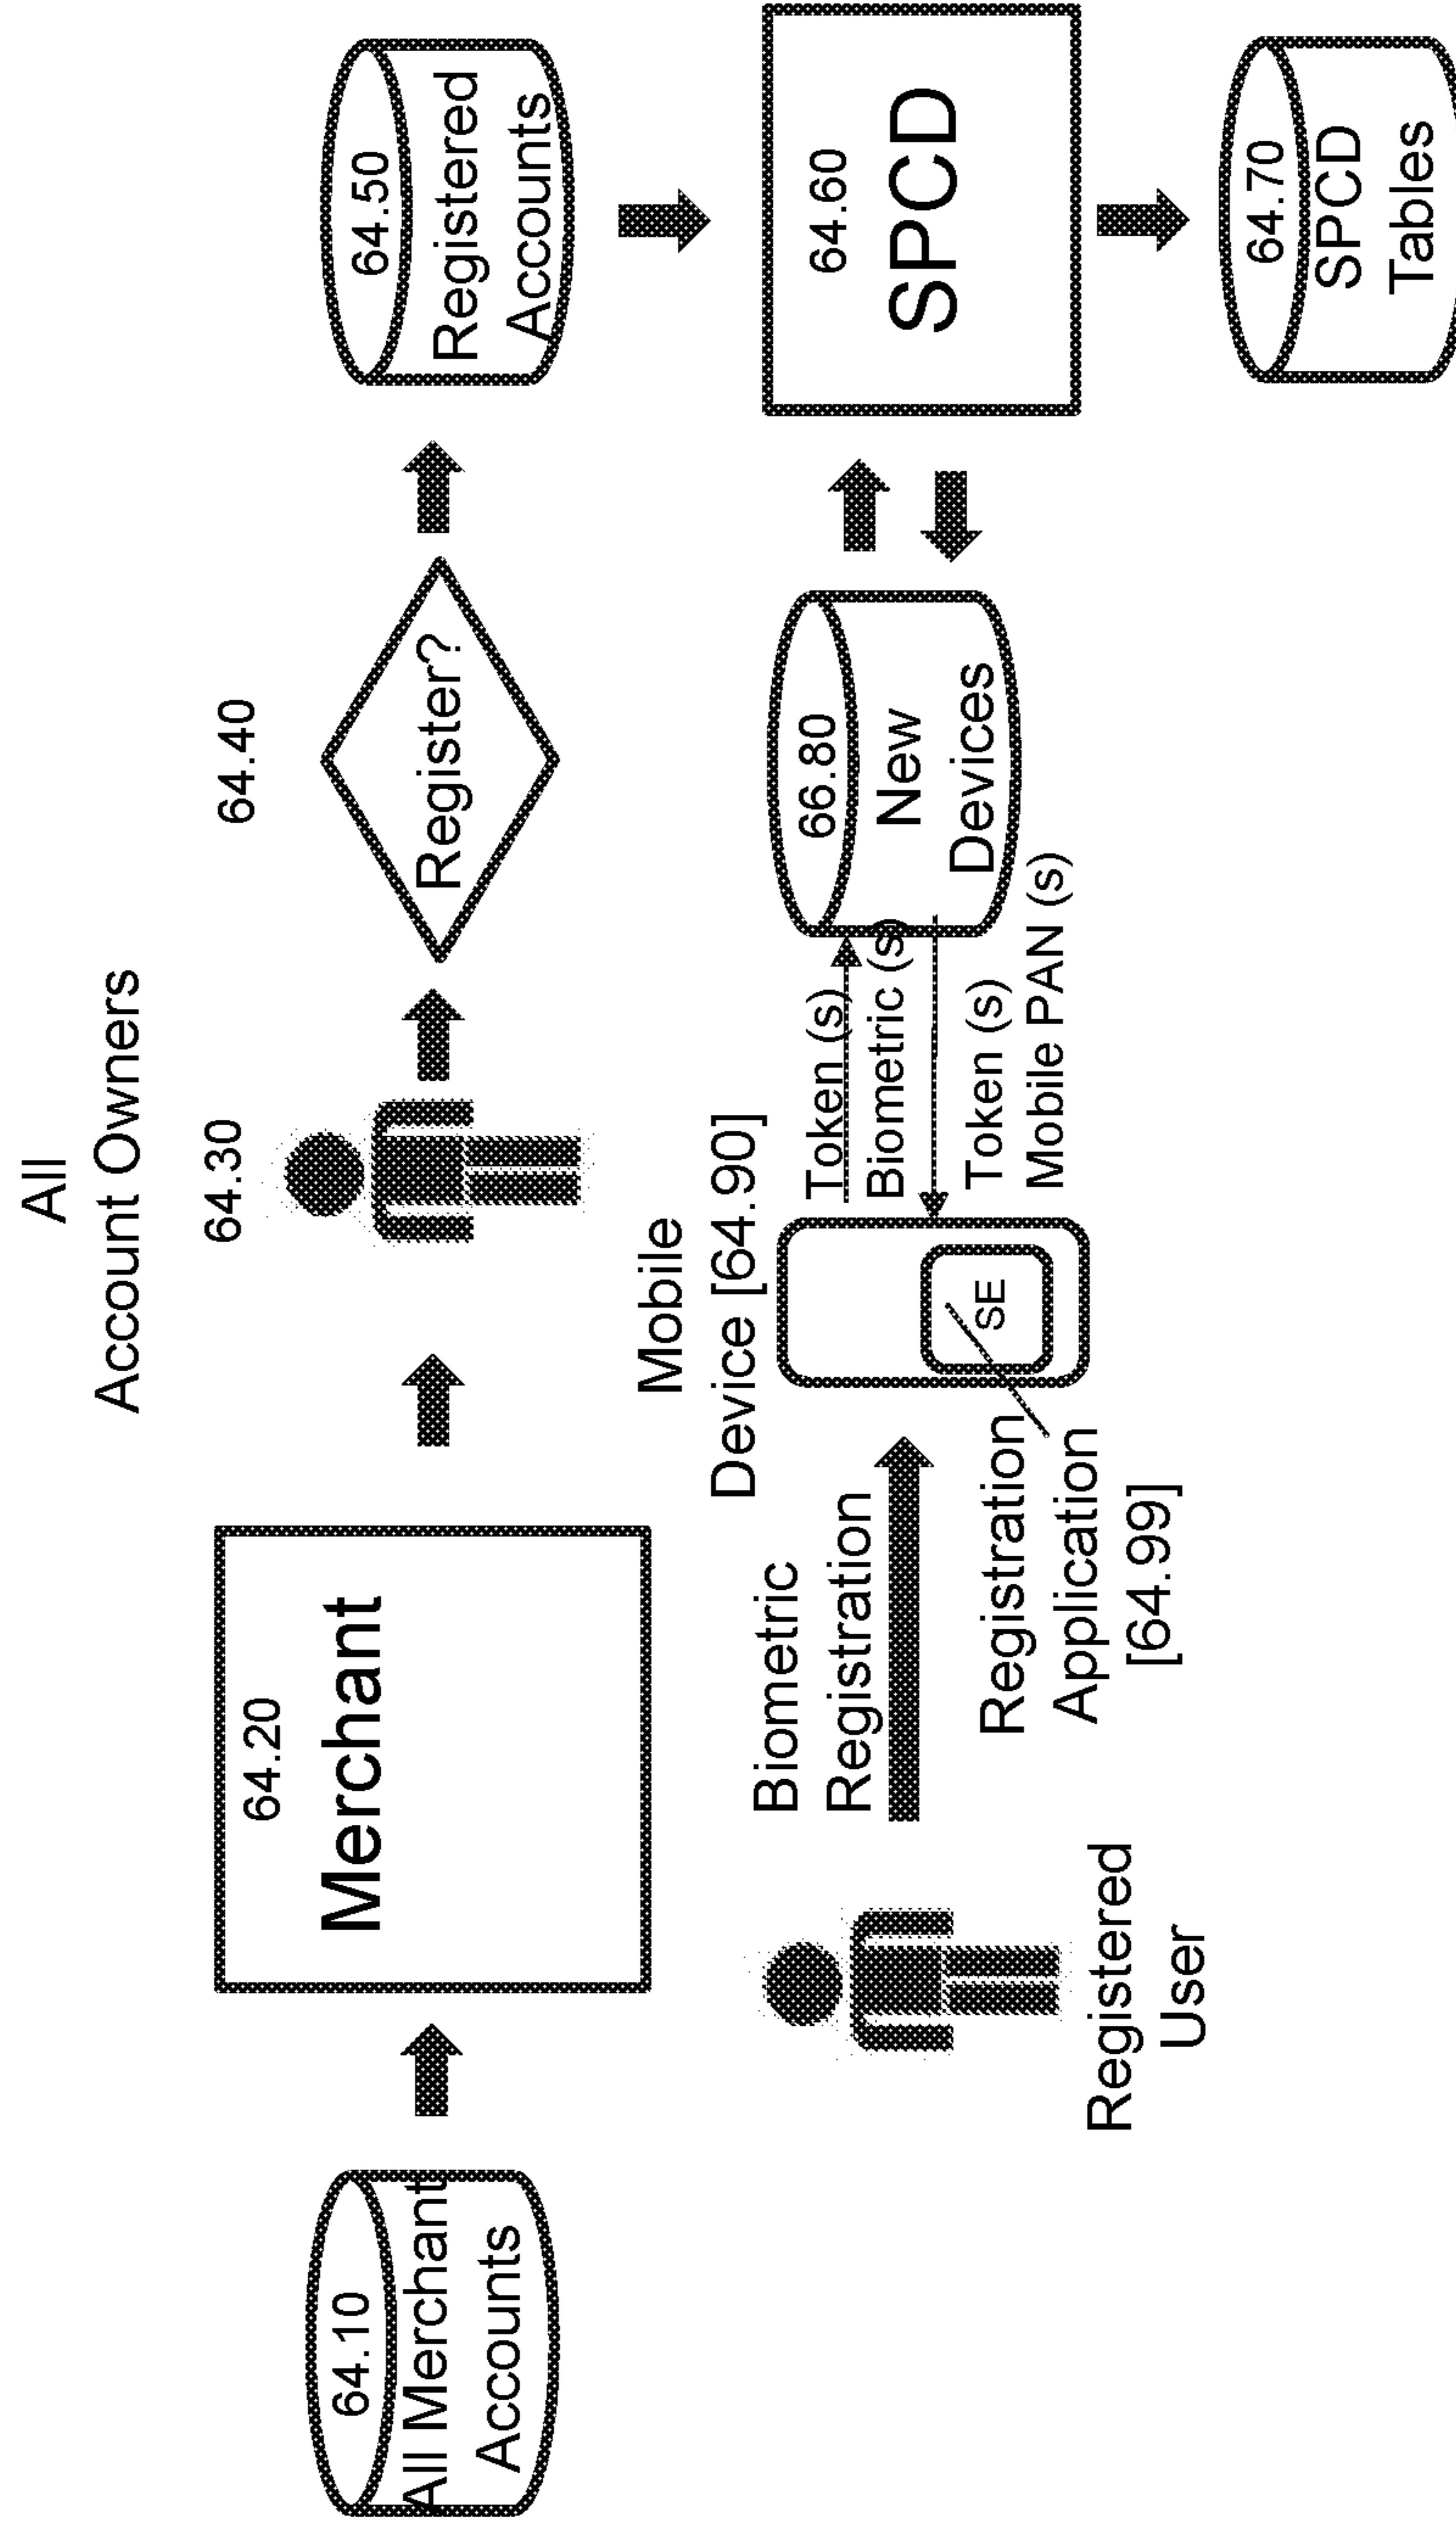 All
Account Owners
64.10
All Merchant
Accounts
64.20
Merchant
64.30
64.40
Register?
64.50
Registered
Accounts
Registered
User
Biometric
Registration
Mobile
Device [64.90]
SE
Registration
Application
[64.99]
Token (s)
Biometric (s)
Token (s)
Mobile PAN (s)
66.80
New
Devices
64.60
SPCD
64.70
SPCD
Tables